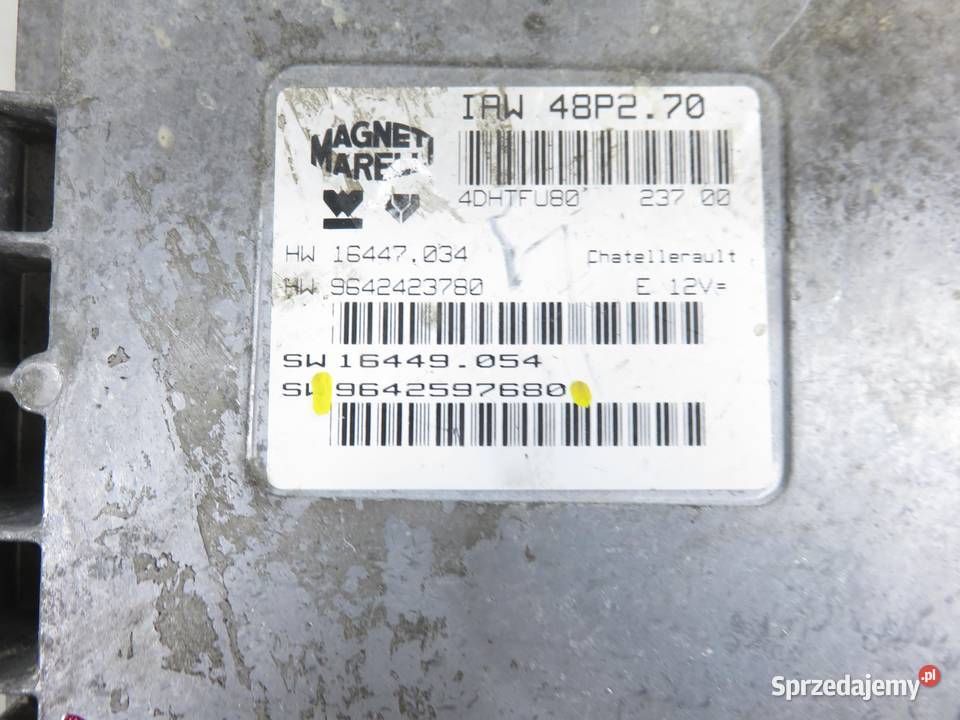 IAW 48P2.70
MAGNETI
MARELLI
4DHTFU80 237 00
HW 16447.034 Chatellerault
HW 9642423780 E 12V=
SW 16449.054
SW 9642597680
Sprzedajemy.pl